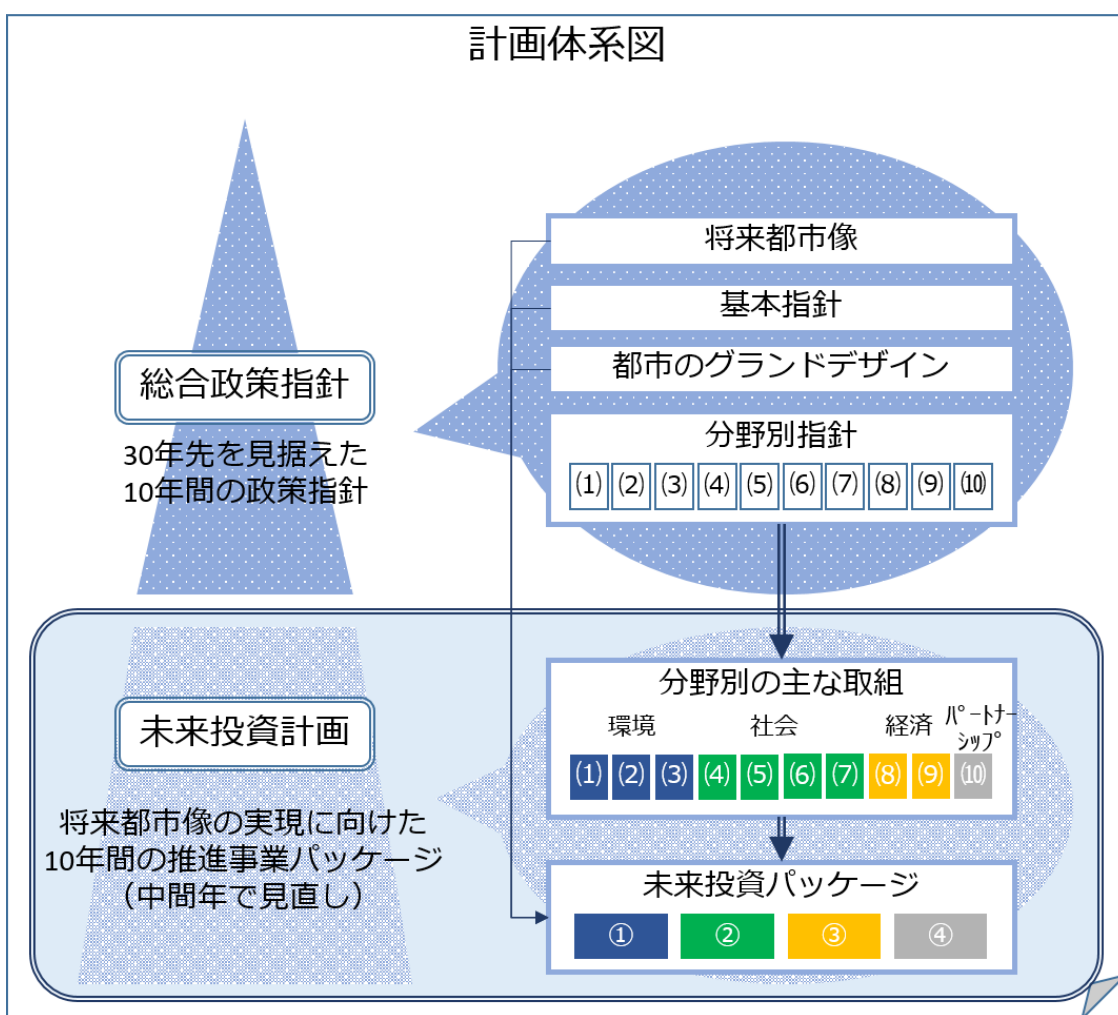 計画体系図
将来都市像
基本指針
都市のグランドデザイン
分野別指針
⑴ ⑵ ⑶ ⑷ ⑸ ⑹ ⑺ ⑻ ⑼ ⑽
総合政策指針
30年先を見据えた
10年間の政策指針
分野別の主な取組
環境 社会 経済 ﾊﾟｰﾄﾅｰ
ｼｯﾌﾟ
⑴ ⑵ ⑶ ⑷ ⑸ ⑹ ⑺ ⑻ ⑼ ⑽
未来投資計画
将来都市像の実現に向けた
10年間の推進事業パッケージ
（中間年で見直し）
未来投資パッケージ
① ② ③ ④